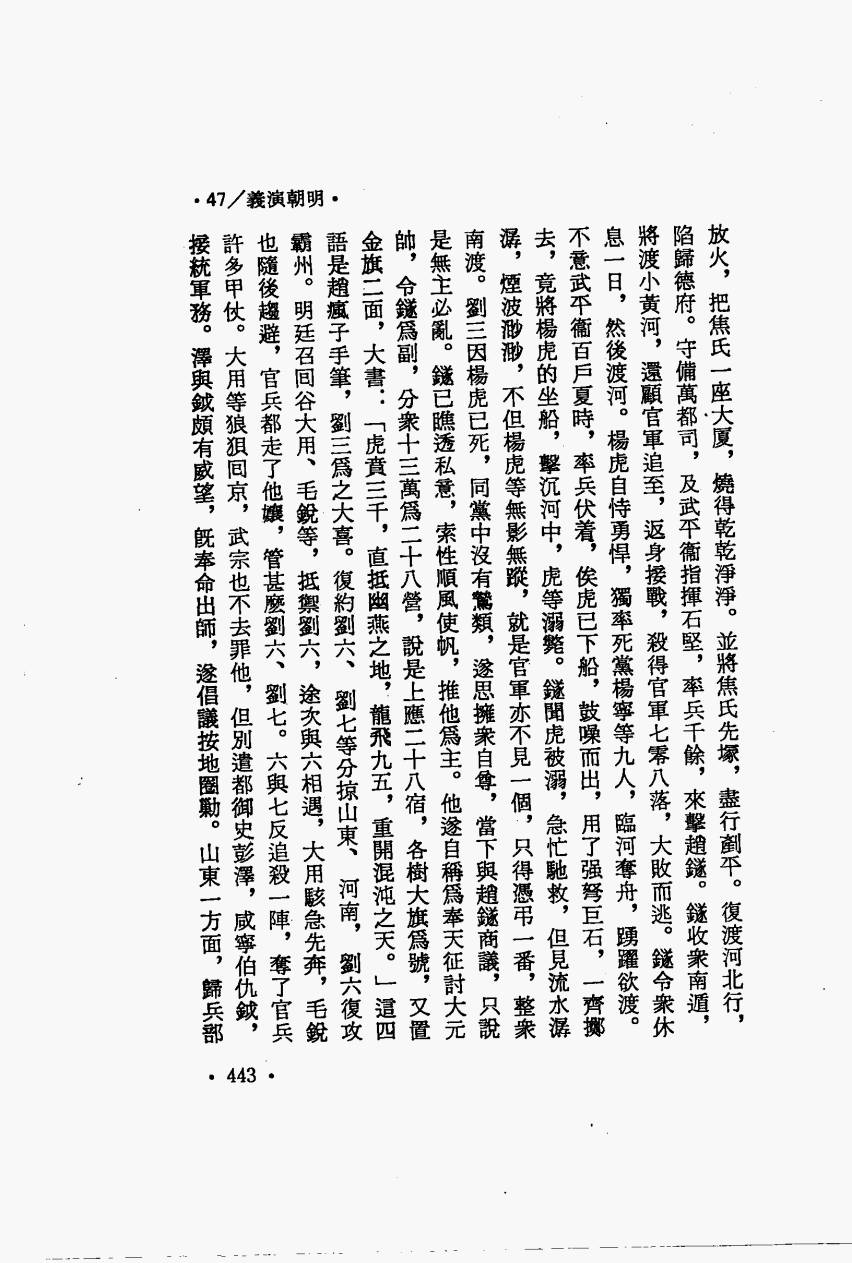 ·47/義演朝明·
放火，把焦氏一座大厦，燒得乾乾淨淨。並將焦氏先塚，盡行劃平。復渡河北行，
陷歸德府。守備萬都司，及武平衞指揮石堅，率兵千餘，來擊趙鐩。鐩收衆南遁，
將渡小黃河，還顧官軍追至，返身接戰，殺得官軍七零八落，大敗而逃。鐩令衆休
息一日，然後渡河。楊虎自恃勇悍，獨率死黨楊寧等九人，臨河奪舟，踴躍欲渡。
不意武平衞百戶夏時，率兵伏着，俟虎已下船，鼓噪而出，用了强弩巨石，一齊擲
去，竟將楊虎的坐船，擊沉河中，虎等溺斃。鐩聞虎被溺，急忙馳救，但見流水潺
潺，煙波渺渺，不但楊虎等無影無蹤，就是官軍亦不見一個，只得憑弔一番，整衆
南渡。劉三因楊虎已死，同黨中沒有鷙類，遂思擁衆自尊，當下與趙鐩商議，只說
是無主必亂。鐩已瞧透私意，索性順風使帆，推他爲主。他遂自稱爲奉天征討大元
帥，令鐩爲副，分衆十三萬爲二十八營，說是上應二十八宿，各樹大旗爲號，又置
金旗二面，大書：「虎賁三千，直抵幽燕之地，龍飛九五，重開混沌之天。」這四
語是趙瘋子手筆，劉三爲之大喜。復約劉六、劉七等分掠山東、河南，劉六復攻
霸州。明廷召回谷大用、毛銳等，抵禦劉六，途次與六相遇，大用駭急先奔，毛銳
也隨後趨避，官兵都走了他孃，管甚麽劉六、劉七。六與七反追殺一陣，奪了官兵
許多甲仗。大用等狼狽回京，武宗也不去罪他，但別遣都御史彭澤，咸寧伯仇鉞，
接統軍務。澤與鉞頗有威望，旣奉命出師，遂倡議按地圈勦。山東一方面，歸兵部
·443·